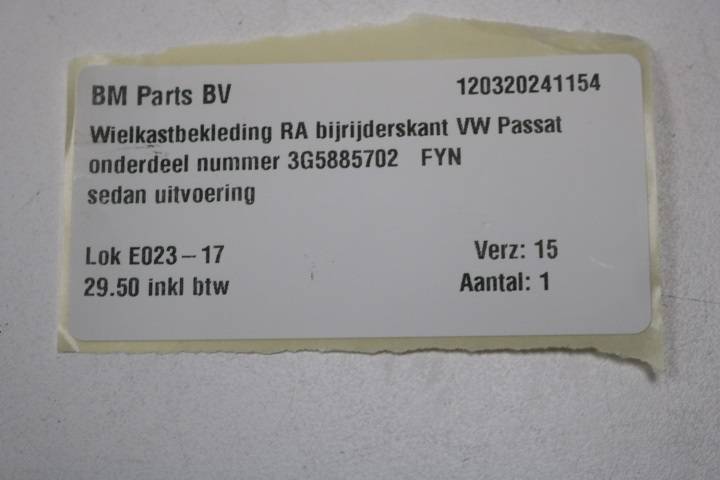 BM Parts BV 120320241154
Wielkastbekleding RA bijrijderskant VW Passat
onderdeel nummer 3G5885702 FYN
sedan uitvoering
Lok E023-17 Verz: 15
29.50 inkl btw Aantal: 1